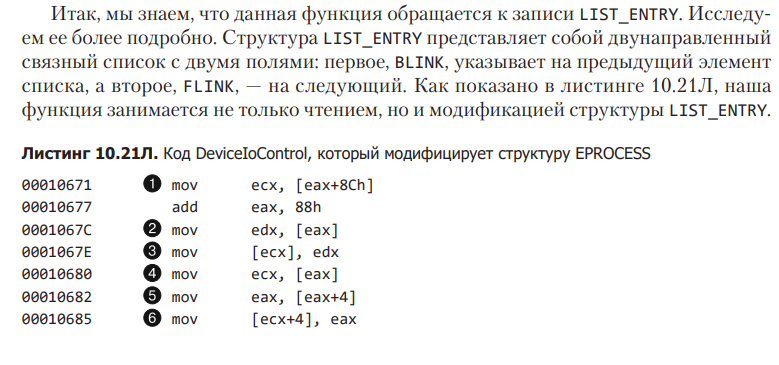 Итак, мы знаем, что данная функция обращается к записи LIST_ENTRY. Исследу-
ем ее более подробно. Структура LIST_ENTRY представляет собой двунаправленный
связный список с двумя полями: первое, BLINK, указывает на предыдущий элемент
списка, а второе, FLINK, — на следующий. Как показано в листинге 10.21Л, наша
функция занимается не только чтением, но и модификацией структуры LIST_ENTRY.
Листинг 10.21Л. Код DeviceIoControl, который модифицирует структуру EPROCESS
00010671 1 mov ecx, [eax+8Ch]
00010677 add eax, 88h
0001067C 2 mov edx, [eax]
0001067E 3 mov [ecx], edx
00010680 4 mov ecx, [eax]
00010682 5 mov eax, [eax+4]
00010685 6 mov [ecx+4], eax